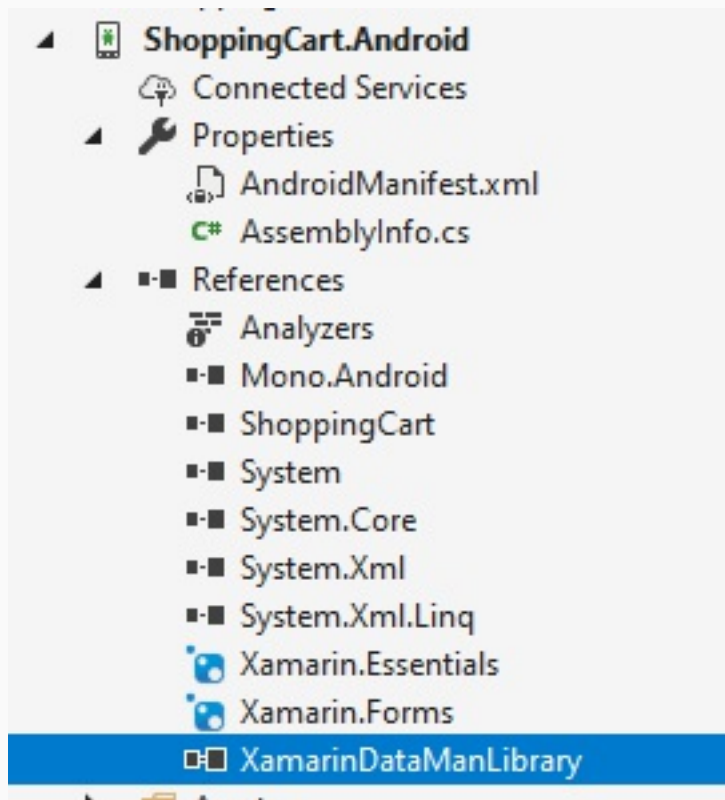 ShoppingCart.Android
Connected Services
Properties
AndroidManifest.xml
C# AssemblyInfo.cs
References
Analyzers
Mono.Android
ShoppingCart
System
System.Core
System.Xml
System.Xml.Linq
Xamarin.Essentials
Xamarin.Forms
XamarinDataManLibrary